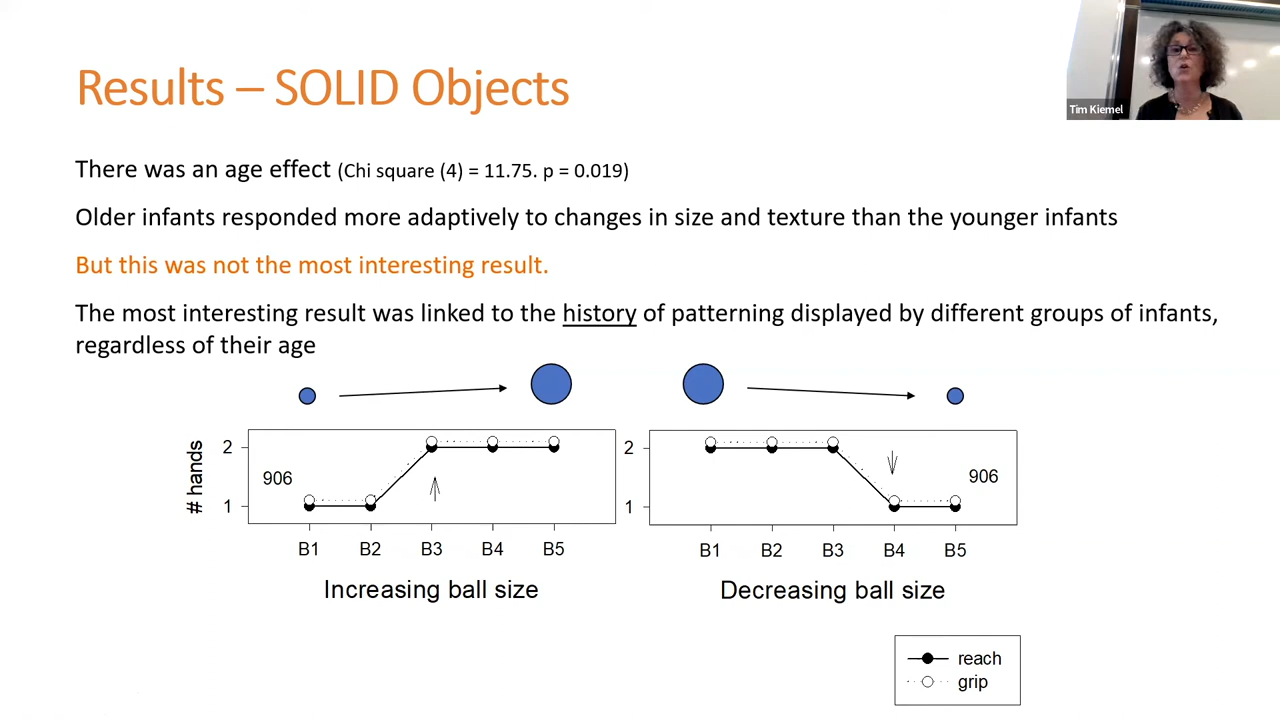 Results – SOLID Objects
Tim Kiemel
There was an age effect (Chi square (4) = 11.75. p = 0.019)
Older infants responded more adaptively to changes in size and texture than the younger infants
But this was not the most interesting result.
The most interesting result was linked to the history of patterning displayed by different groups of infants,
regardless of their age
# hands
2
1
906
B1 B2 B3 B4 B5
Increasing ball size
2
1
906
B1 B2 B3 B4 B5
Decreasing ball size
reach
grip